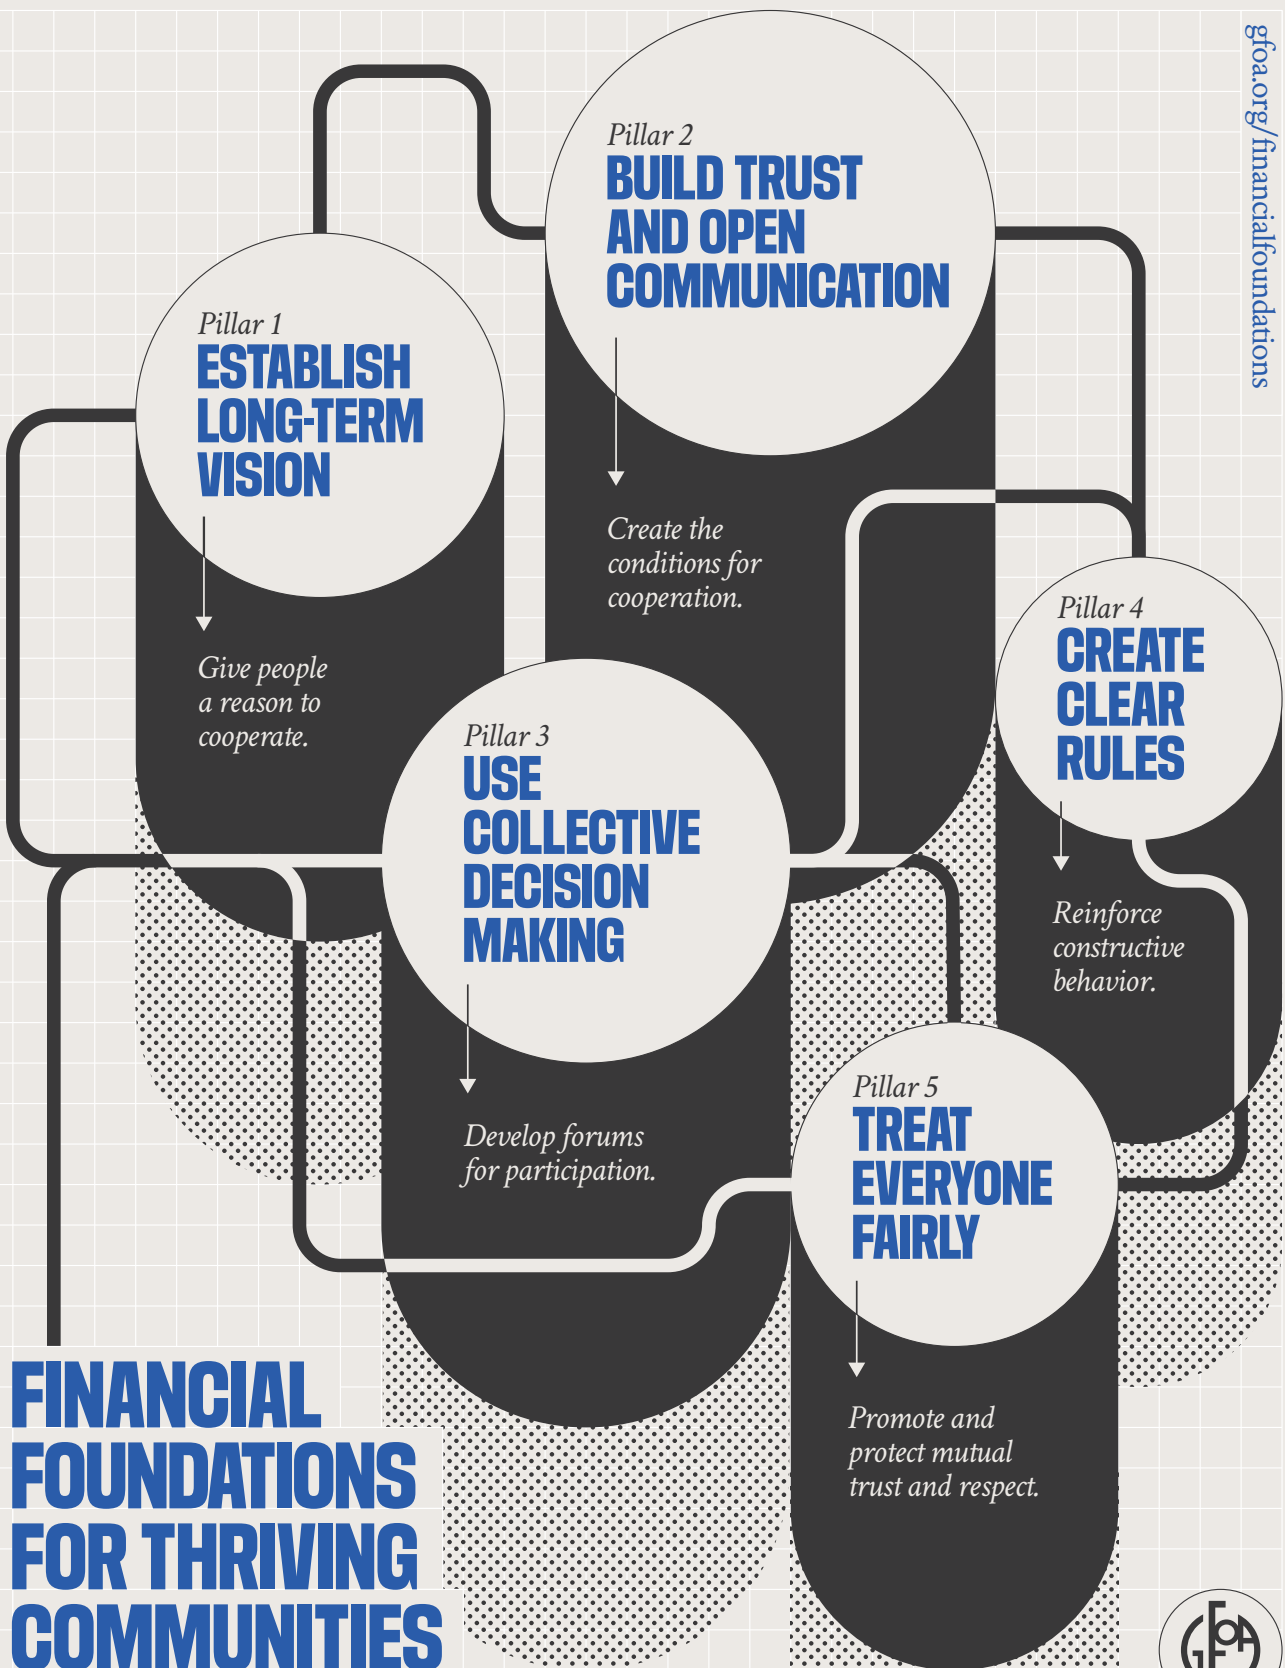 gfoa.org/financialfoundations
Pillar 2
BUILD TRUST
AND OPEN
COMMUNICATION
Create the
conditions for
cooperation.
Pillar 1
ESTABLISH
LONG-TERM
VISION
Give people
a reason to
cooperate.
Pillar 4
CREATE
CLEAR
RULES
Reinforce
constructive
behavior.
Pillar 3
USE
COLLECTIVE
DECISION
MAKING
Develop forums
for participation.
Pillar 5
TREAT
EVERYONE
FAIRLY
Promote and
protect mutual
trust and respect.
FINANCIAL
FOUNDATIONS
FOR THRIVING
COMMUNITIES